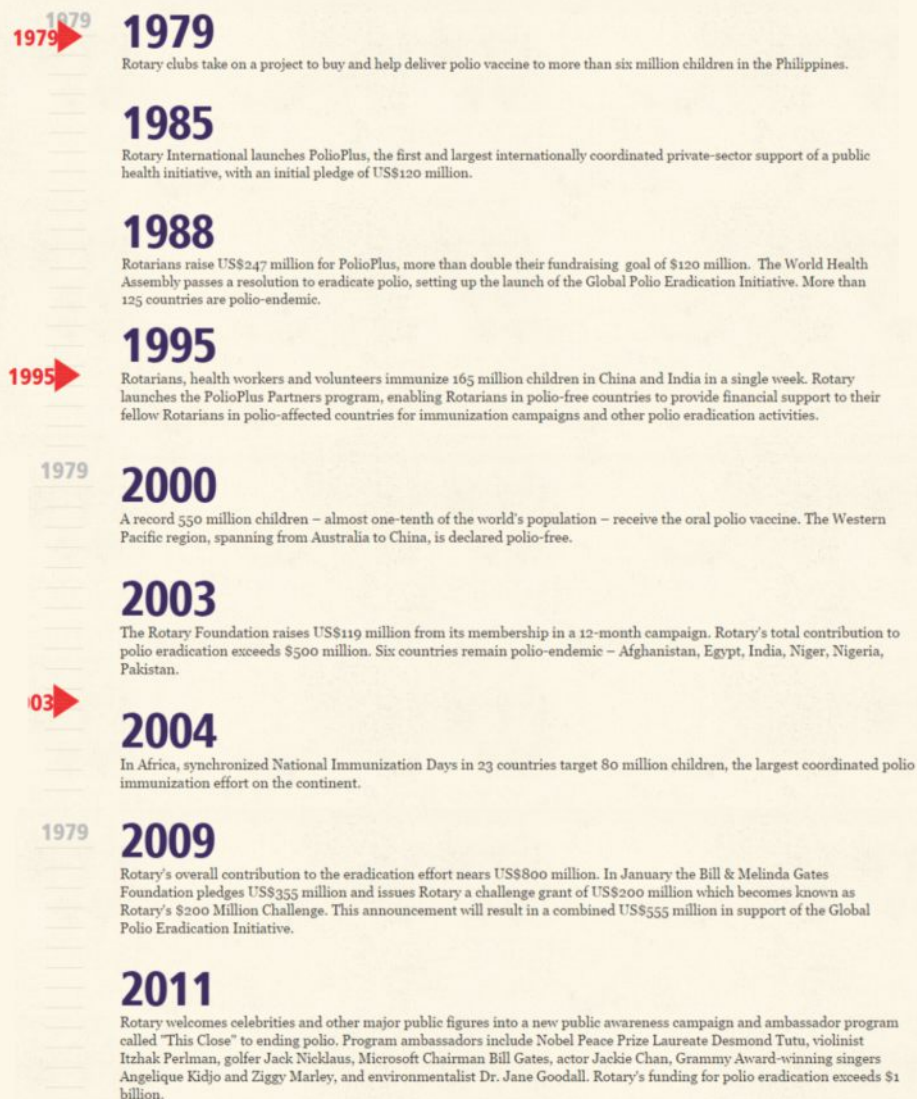 1979
1979
1979
Rotary clubs take on a project to buy and help deliver polio vaccine to more than six million children in the Philippines.
1985
Rotary International launches PolioPlus, the first and largest internationally coordinated private-sector support of a public
health initiative, with an initial pledge of US$120 million.
1988
Rotarians raise US$247 million for PolioPlus, more than double their fundraising goal of $120 million. The World Health
Assembly passes a resolution to eradicate polio, setting up the launch of the Global Polio Eradication Initiative. More than
125 countries are polio-endemic.
1995
1995
Rotarians, health workers and volunteers immunize 165 million children in China and India in a single week. Rotary
launches the PolioPlus Partners program, enabling Rotarians in polio-free countries to provide financial support to their
fellow Rotarians in polio-affected countries for immunization campaigns and other polio eradication activities.
1979
2000
A record 550 million children – almost one-tenth of the world's population – receive the oral polio vaccine. The Western
Pacific region, spanning from Australia to China, is declared polio-free.
2003
The Rotary Foundation raises US$119 million from its membership in a 12-month campaign. Rotary's total contribution to
polio eradication exceeds $500 million. Six countries remain polio-endemic – Afghanistan, Egypt, India, Niger, Nigeria,
Pakistan.
03
2004
In Africa, synchronized National Immunization Days in 23 countries target 80 million children, the largest coordinated polio
immunization effort on the continent.
1979
2009
Rotary's overall contribution to the eradication effort nears US$800 million. In January the Bill & Melinda Gates
Foundation pledges US$355 million and issues Rotary a challenge grant of US$200 million which becomes known as
Rotary's $200 Million Challenge. This announcement will result in a combined US$555 million in support of the Global
Polio Eradication Initiative.
2011
Rotary welcomes celebrities and other major public figures into a new public awareness campaign and ambassador program
called "This Close" to ending polio. Program ambassadors include Nobel Peace Prize Laureate Desmond Tutu, violinist
Itzhak Perlman, golfer Jack Nicklaus, Microsoft Chairman Bill Gates, actor Jackie Chan, Grammy Award-winning singers
Angelique Kidjo and Ziggy Marley, and environmentalist Dr. Jane Goodall. Rotary's funding for polio eradication exceeds $1
billion.